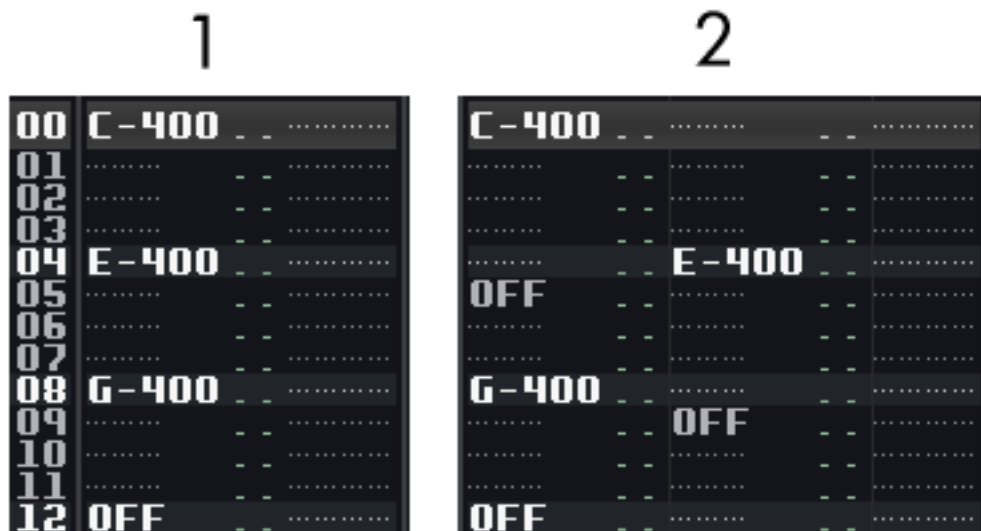 1 2
00 C-400 _ _ ············ C-400 _ _ ········· _ _ ············
01 ········· _ _ ············ ········· _ _ ········· _ _ ············
02 ········· _ _ ············ ········· _ _ ········· _ _ ············
03 ········· _ _ ············ ········· _ _ ········· _ _ ············
04 E-400 _ _ ············ ········· _ _ E-400 _ _ ············
05 ········· _ _ ············ OFF _ _ ········· _ _ ············
06 ········· _ _ ············ ········· _ _ ········· _ _ ············
07 ········· _ _ ············ ········· _ _ ········· _ _ ············
08 G-400 _ _ ············ G-400 _ _ ········· _ _ ············
09 ········· _ _ ············ ········· _ _ OFF _ _ ············
10 ········· _ _ ············ ········· _ _ ········· _ _ ············
11 ········· _ _ ············ ········· _ _ ········· _ _ ············
12 OFF _ _ ············ OFF _ _ ········· _ _ ············